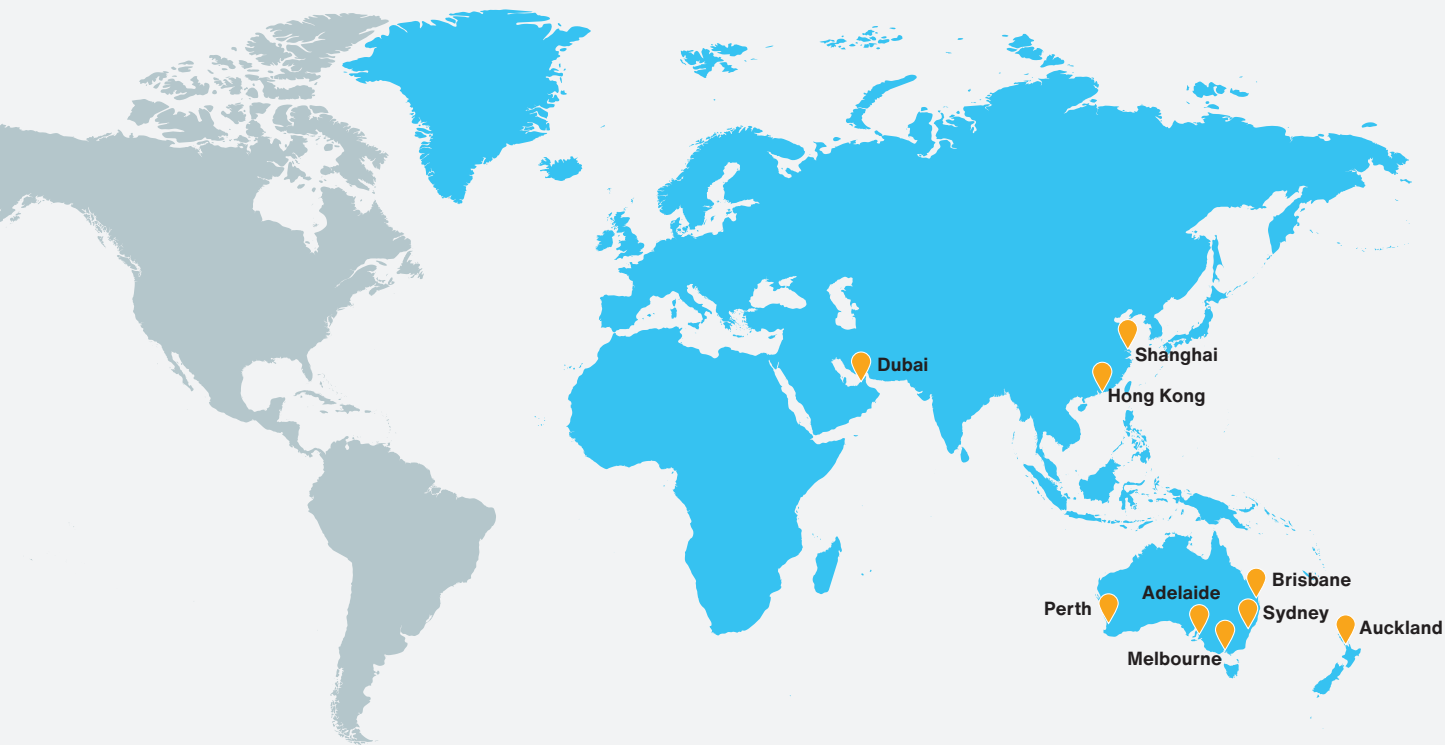 Dubai
Shanghai
Hong Kong
Brisbane
Adelaide
Perth
Sydney
Auckland
Melbourne